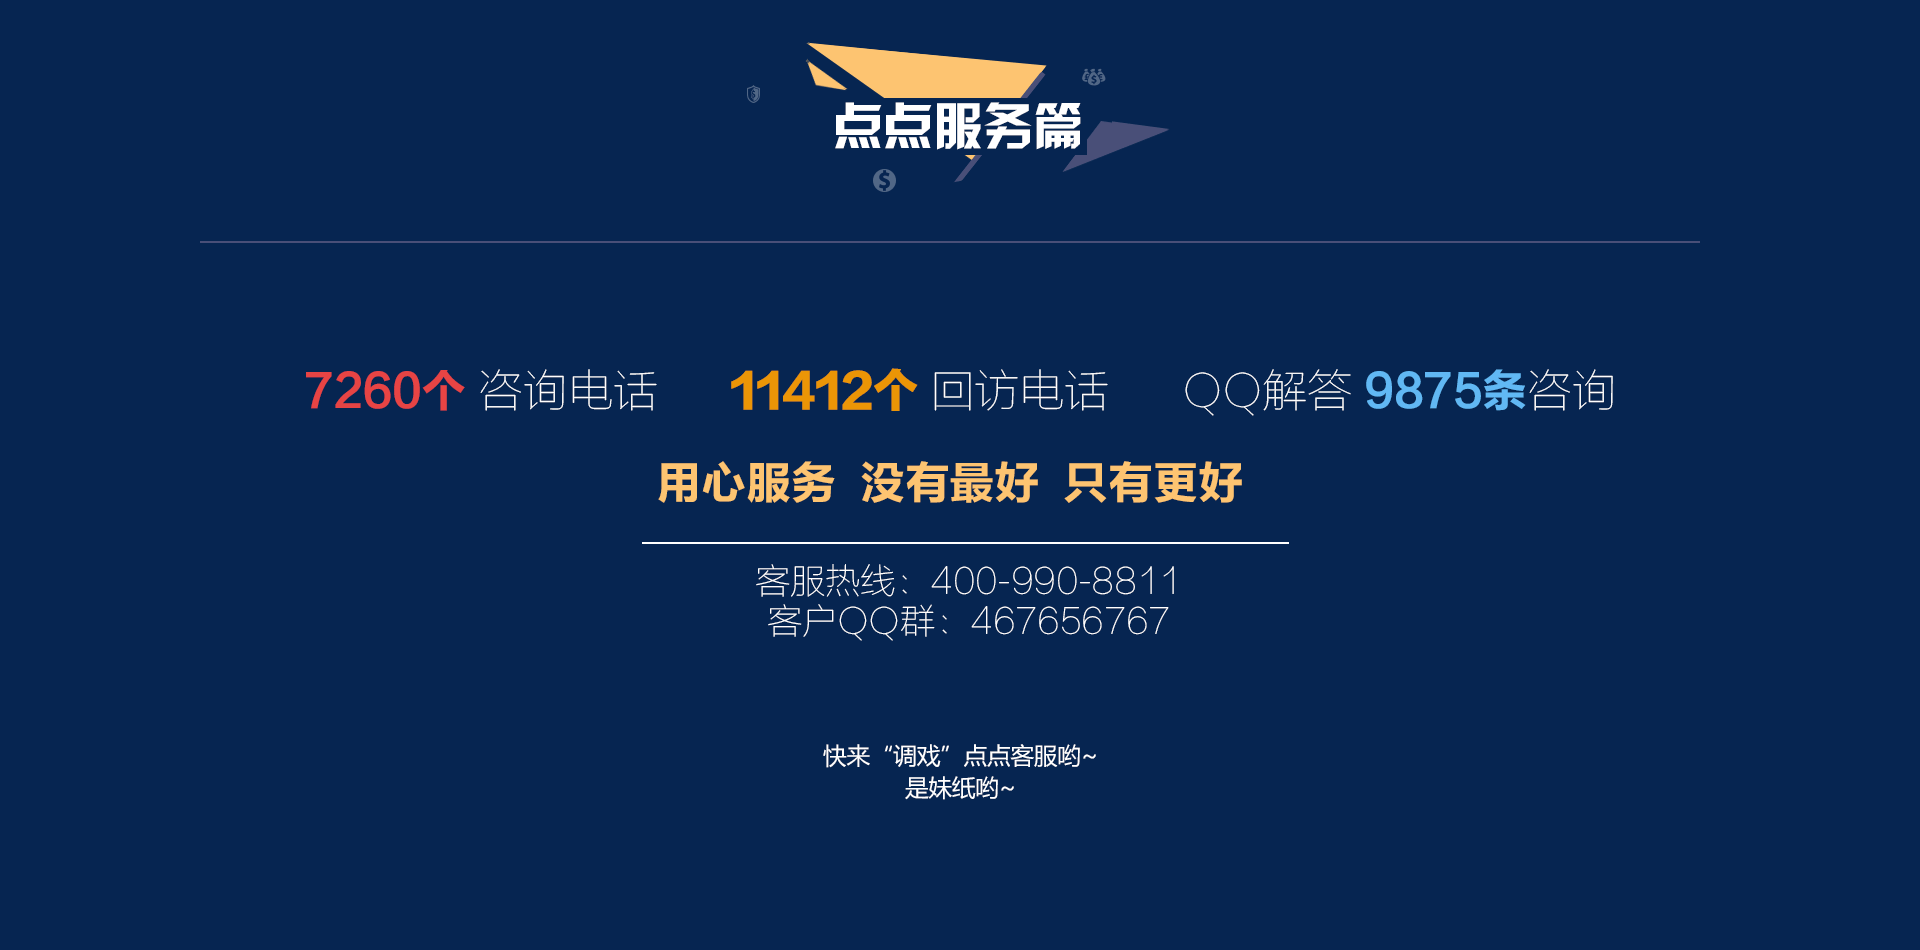 点点服务篇
7260个 咨询电话 11412个 回访电话 QQ解答 9875条咨询
用心服务 没有最好 只有更好
客服热线：400-990-8811
客户QQ群：467656767
快来“调戏”点点客服哟~
是妹纸哟~